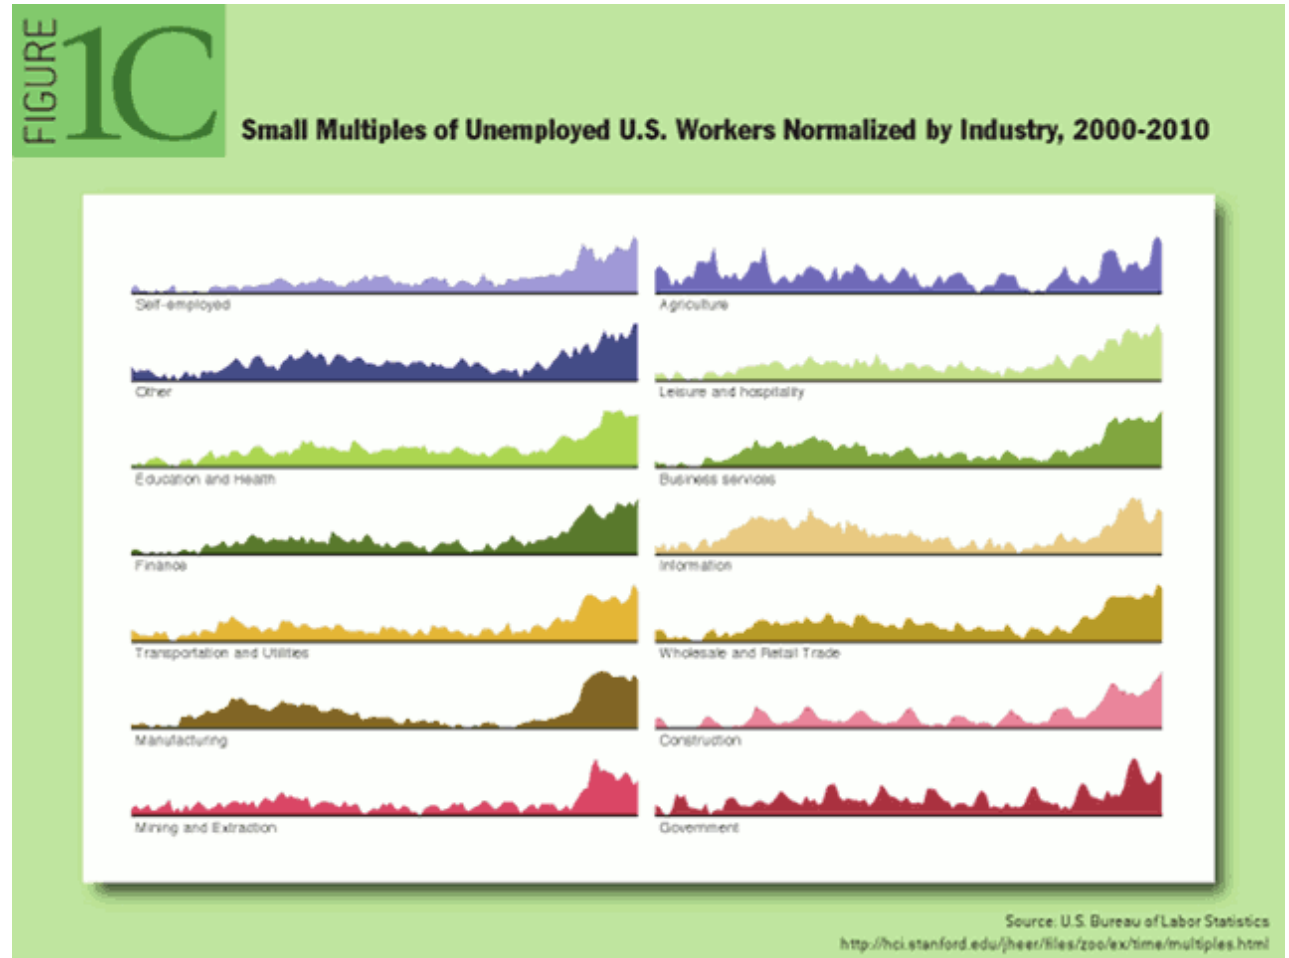 FIGURE
1C
Small Multiples of Unemployed U.S. Workers Normalized by Industry, 2000-2010
Self-employed
Agriculture
Other
Leisure and hospitality
Education and Health
Business services
Finance
Information
Transportation and Utilities
Wholesale and Retail Trade
Manufacturing
Construction
Mining and Extraction
Government
Source: U.S. Bureau of Labor Statistics
http://hci.stanford.edu/jheer/files/zoo/ex/time/multiples.html